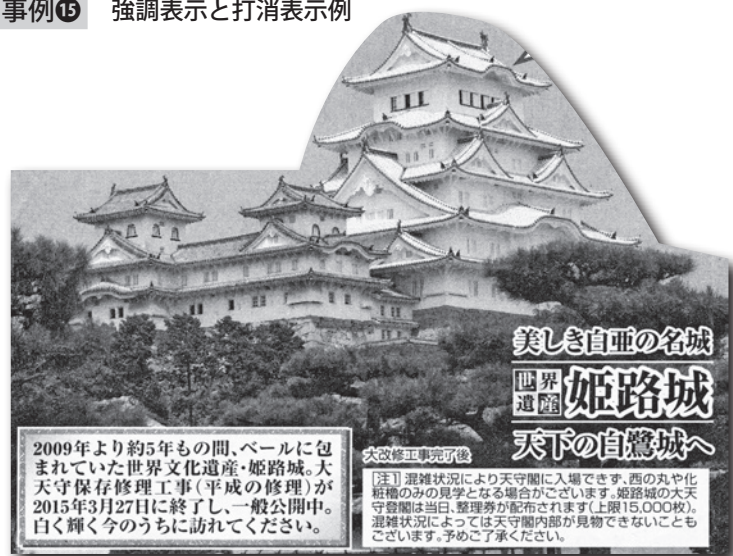 事例⓯ 強調表示と打消表示例
美しき白亜の名城
世界遺産 姫路城
天下の白鷺城へ
2009年より約5年もの間、ベールに包
まれていた世界文化遺産・姫路城。大
天守保存修理工事(平成の修理)が
2015年3月27日に終了し、一般公開中。
白く輝く今のうちに訪れてください。
大改修工事完了後
[注1]混雑状況により天守閣に入場できず、西の丸や化
粧櫓のみの見学となる場合がございます。姫路城の大天
守登閣は当日、整理券が配布されます(上限15,000枚)。
混雑状況によっては天守閣内部が見物できないことも
ございます。予めご了承ください。